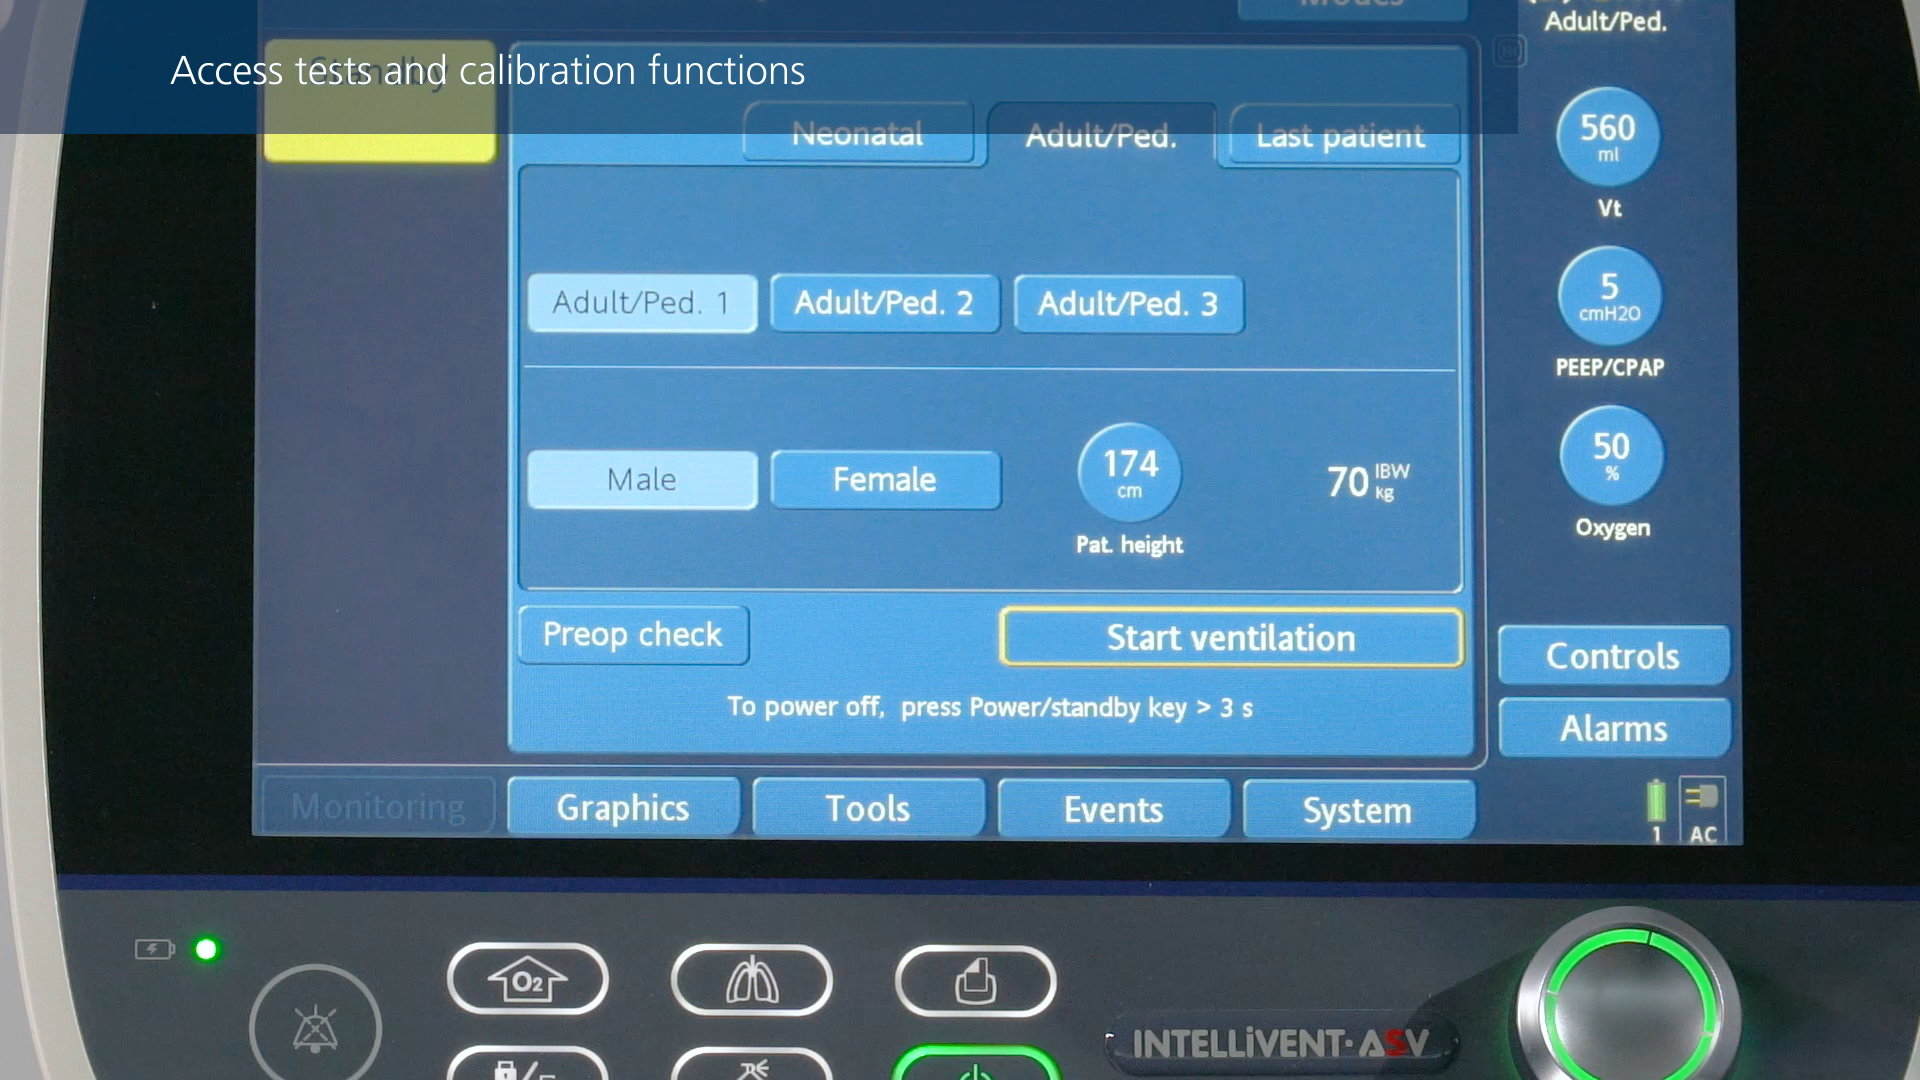 Modes
Adult/Ped.
Access tests and calibration functions
Standby
Neonatal
Adult/Ped.
Last patient
560
ml
Vt
Adult/Ped. 1
Adult/Ped. 2
Adult/Ped. 3
5
cmH2O
PEEP/CPAP
Male
Female
174
cm
Pat. height
70 IBW
kg
50
%
Oxygen
Preop check
Start ventilation
To power off, press Power/standby key > 3 s
Controls
Alarms
Monitoring
Graphics
Tools
Events
System
1
AC
O2
INTELLiVENT·ASV